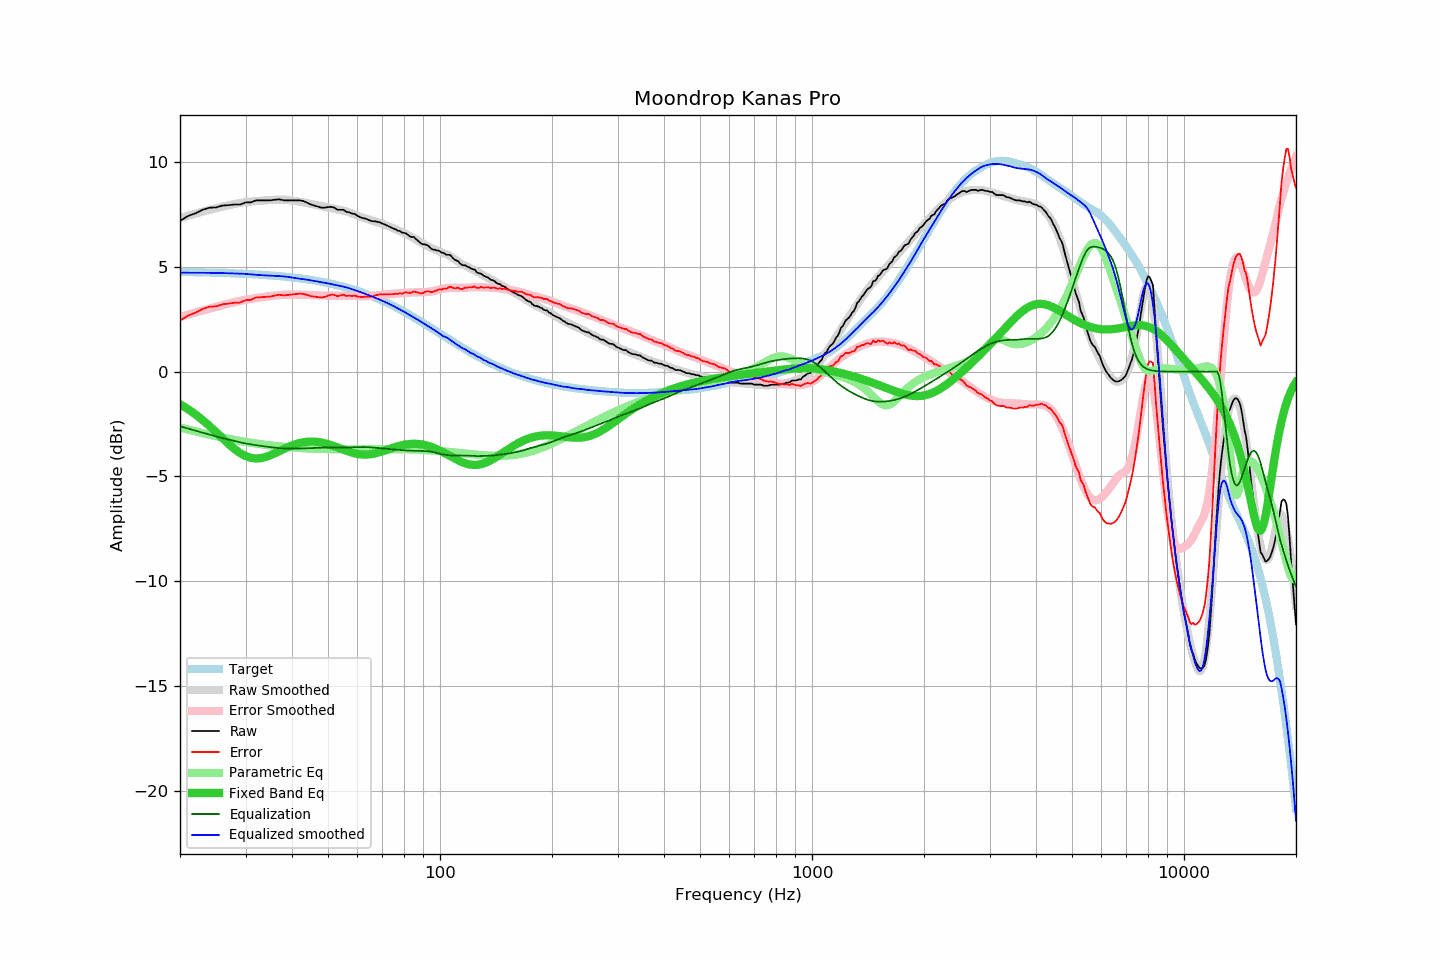 Moondrop Kanas Pro
Amplitude (dBr)
10
5
0
−5
−10
−15
−20
Target
Raw Smoothed
Error Smoothed
Raw
Error
Parametric Eq
Fixed Band Eq
Equalization
Equalized smoothed
100
1000
10000
Frequency (Hz)